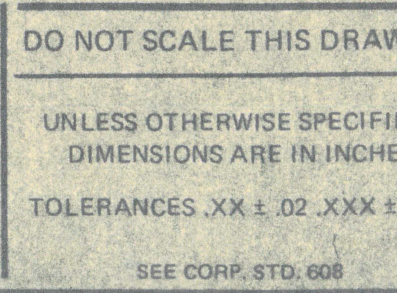 DO NOT SCALE THIS DRAW
UNLESS OTHERWISE SPECIFI
DIMENSIONS ARE IN INCHE
TOLERANCES .XX ± .02 .XXX ±
SEE CORP. STD. 608